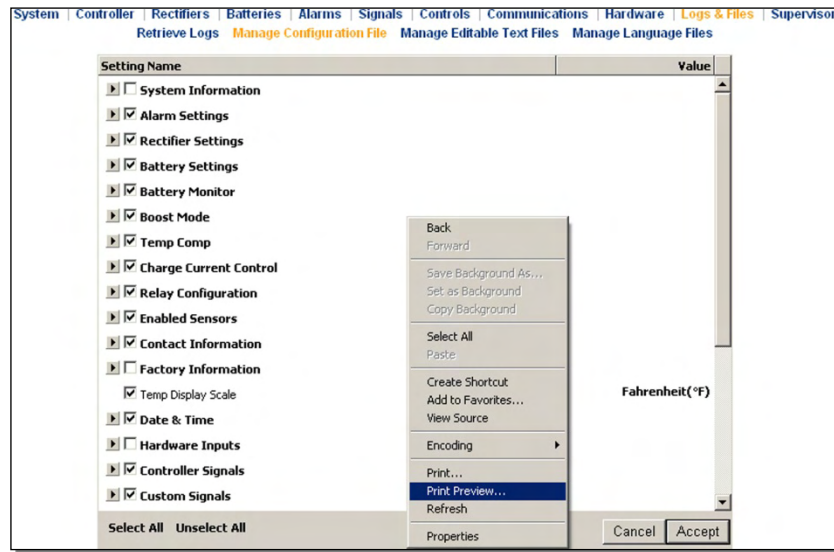 System | Controller | Rectifiers | Batteries | Alarms | Signals | Controls | Communications | Hardware | Logs & Files | Supervisor
Retrieve Logs Manage Configuration File Manage Editable Text Files Manage Language Files
Setting Name Value
System Information
Alarm Settings
Rectifier Settings
Battery Settings
Battery Monitor
Boost Mode
Temp Comp
Charge Current Control
Relay Configuration
Enabled Sensors
Contact Information
Factory Information
Temp Display Scale Fahrenheit(°F)
Date & Time
Hardware Inputs
Controller Signals
Custom Signals
Back
Forward
Save Background As...
Set as Background
Copy Background
Select All
Paste
Create Shortcut
Add to Favorites...
View Source
Encoding
Print...
Print Preview...
Refresh
Properties
Select All Unselect All Cancel Accept